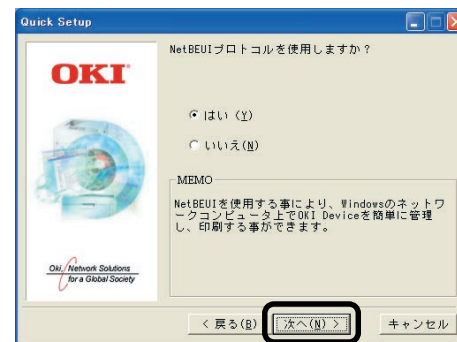 Quick Setup
OKI
Oki, Network Solutions
for a Global Society
NetBEUIプロトコルを使用しますか？
はい (Y)
いいえ(N)
MEMO
NetBEUIを使用する事により、Windowsのネットワ
ークコンピュータ上でOKI Deviceを簡単に管理
し、印刷する事ができます。
< 戻る(B)
次へ(N) >
キャンセル